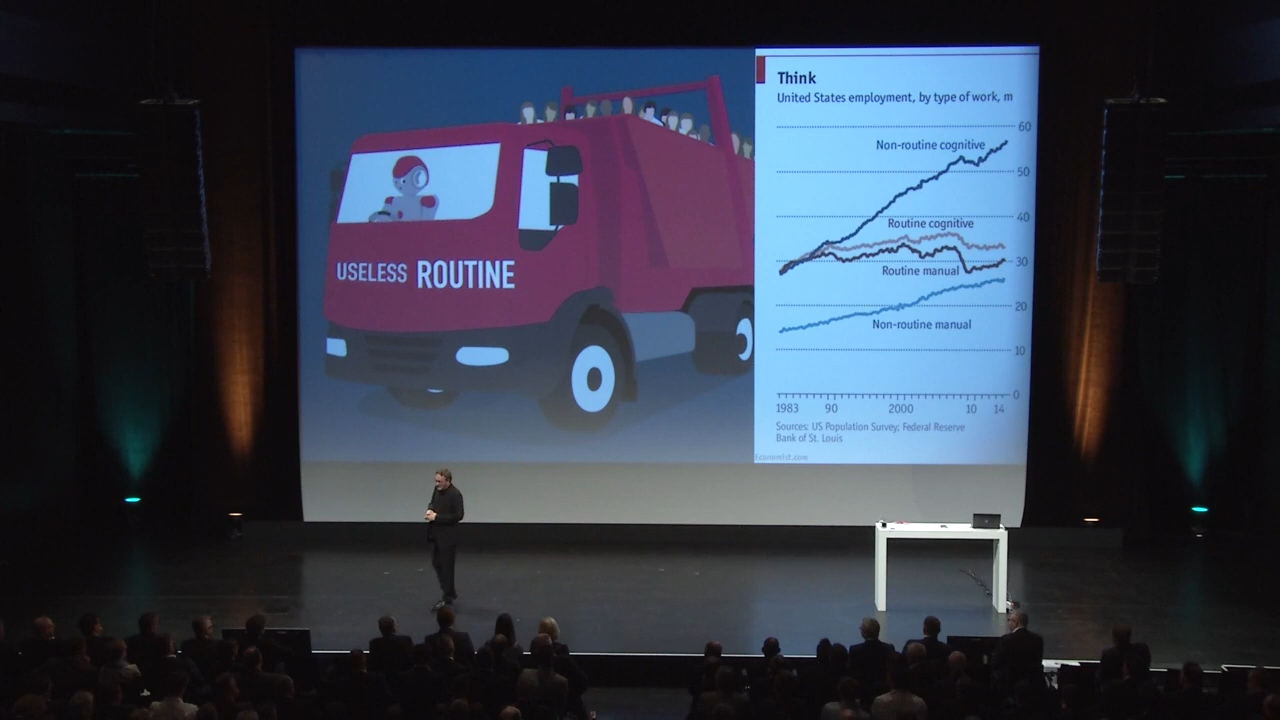 USELESS ROUTINE
Think
United States employment, by type of work, m
60
Non-routine cognitive
50
40
Routine cognitive
30
Routine manual
20
Non-routine manual
10
0
1983 90 2000 10 14
Sources: US Population Survey; Federal Reserve
Bank of St. Louis
Economist.com